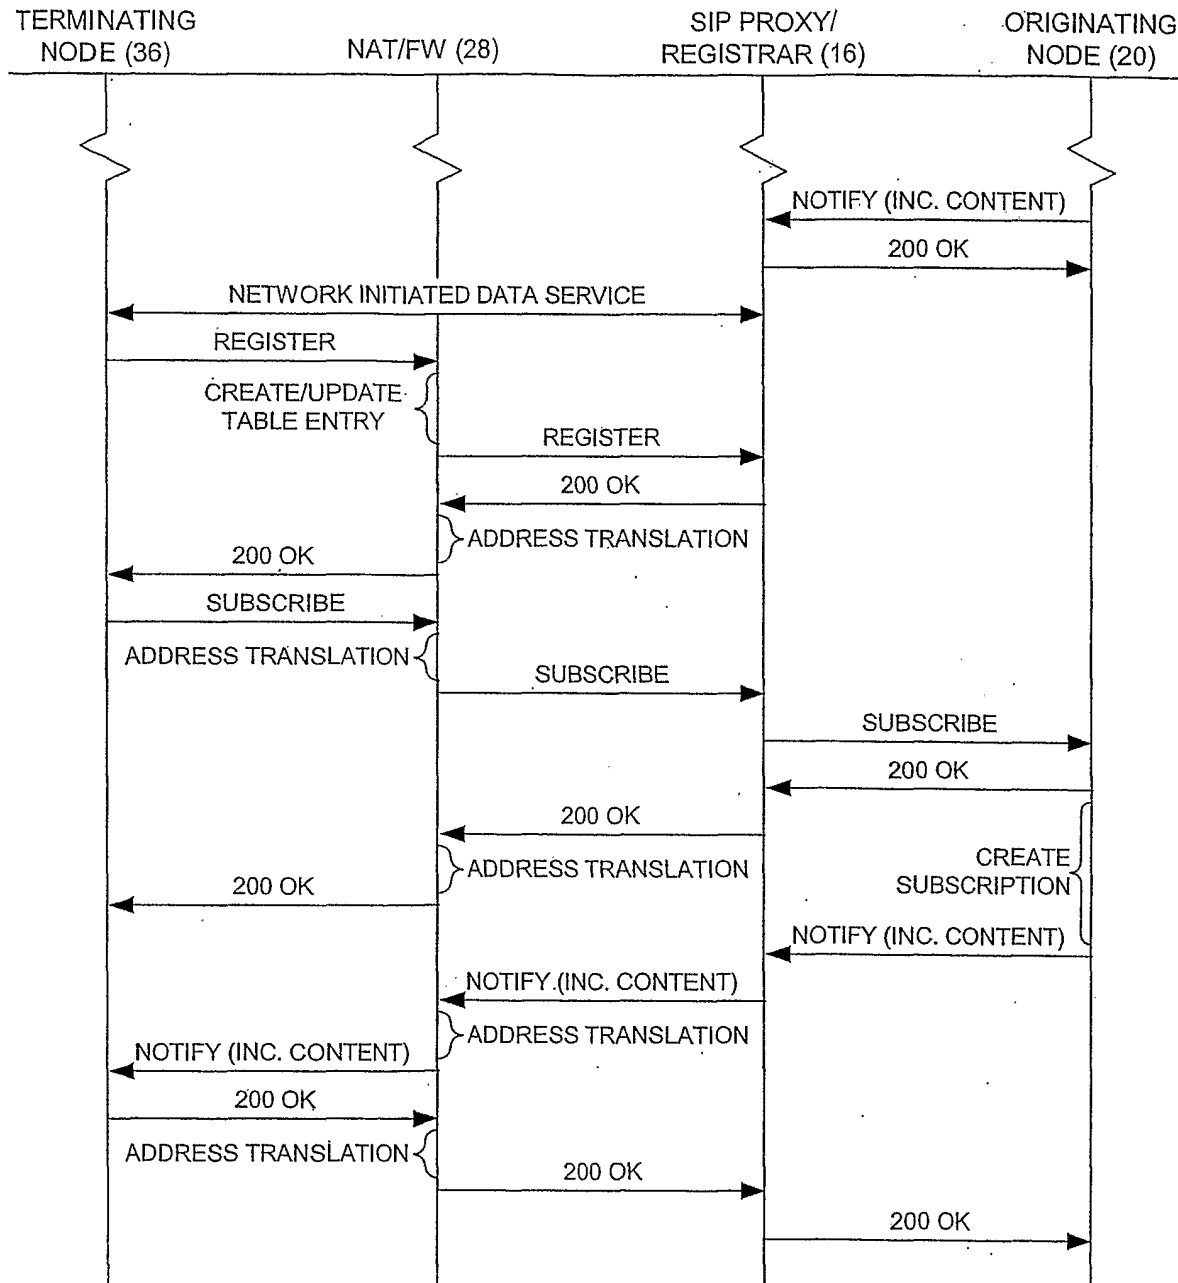 TERMINATING
NODE (36)
NAT/FW (28)
SIP PROXY/
REGISTRAR (16)
ORIGINATING
NODE (20)
NOTIFY (INC. CONTENT)
200 OK
NETWORK INITIATED DATA SERVICE
REGISTER
CREATE/UPDATE
TABLE ENTRY
REGISTER
200 OK
ADDRESS TRANSLATION
200 OK
SUBSCRIBE
ADDRESS TRANSLATION
SUBSCRIBE
SUBSCRIBE
200 OK
200 OK
ADDRESS TRANSLATION
CREATE
SUBSCRIPTION
200 OK
NOTIFY (INC. CONTENT)
NOTIFY (INC. CONTENT)
ADDRESS TRANSLATION
NOTIFY (INC. CONTENT)
200 OK
ADDRESS TRANSLATION
200 OK
200 OK